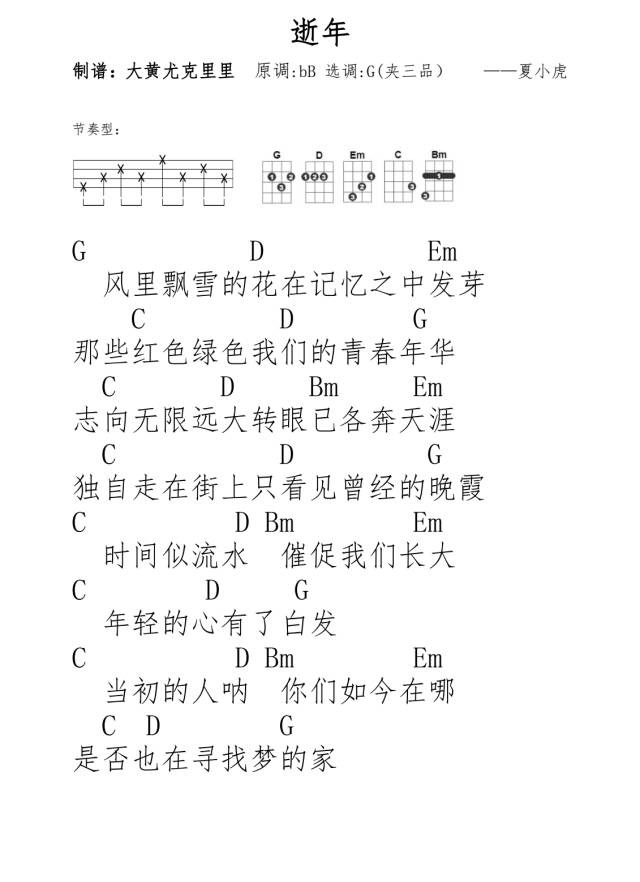 逝年
制谱：大黄尤克里里 原调:bB 选调:G(夹三品） ——夏小虎
节奏型：
G D Em C Bm
G D Em
风里飘雪的花在记忆之中发芽
C D G
那些红色绿色我们的青春年华
C D Bm Em
志向无限远大转眼已各奔天涯
C D G
独自走在街上只看见曾经的晚霞
C D Bm Em
时间似流水 催促我们长大
C D G
年轻的心有了白发
C D Bm Em
当初的人呐 你们如今在哪
C D G
是否也在寻找梦的家